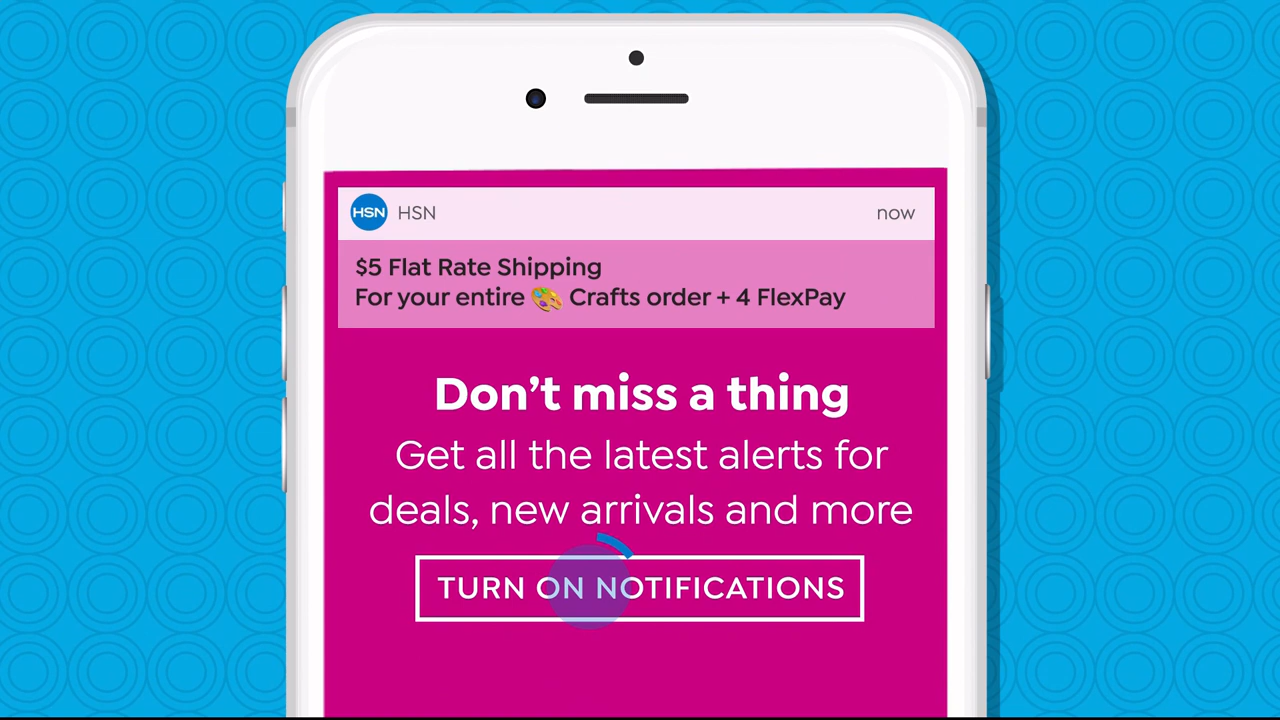 HSN HSN now
$5 Flat Rate Shipping
For your entire 🎨 Crafts order + 4 FlexPay
Don't miss a thing
Get all the latest alerts for
deals, new arrivals and more
TURN ON NOTIFICATIONS